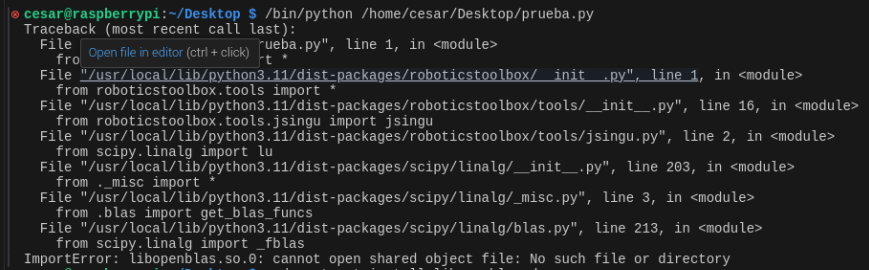 cesar@raspberrypi:~/Desktop $ /bin/python /home/cesar/Desktop/prueba.py
Traceback (most recent call last):
File rueba.py", line 1, in <module>
Open file in editor (ctrl + click)
from rt *
File "/usr/local/lib/python3.11/dist-packages/roboticstoolbox/__init__.py", line 1, in <module>
from roboticstoolbox.tools import *
File "/usr/local/lib/python3.11/dist-packages/roboticstoolbox/tools/__init__.py", line 16, in <module>
from roboticstoolbox.tools.jsingu import jsingu
File "/usr/local/lib/python3.11/dist-packages/roboticstoolbox/tools/jsingu.py", line 2, in <module>
from scipy.linalg import lu
File "/usr/local/lib/python3.11/dist-packages/scipy/linalg/__init__.py", line 203, in <module>
from ._misc import *
File "/usr/local/lib/python3.11/dist-packages/scipy/linalg/_misc.py", line 3, in <module>
from .blas import get_blas_funcs
File "/usr/local/lib/python3.11/dist-packages/scipy/linalg/blas.py", line 213, in <module>
from scipy.linalg import _fblas
ImportError: libopenblas.so.0: cannot open shared object file: No such file or directory